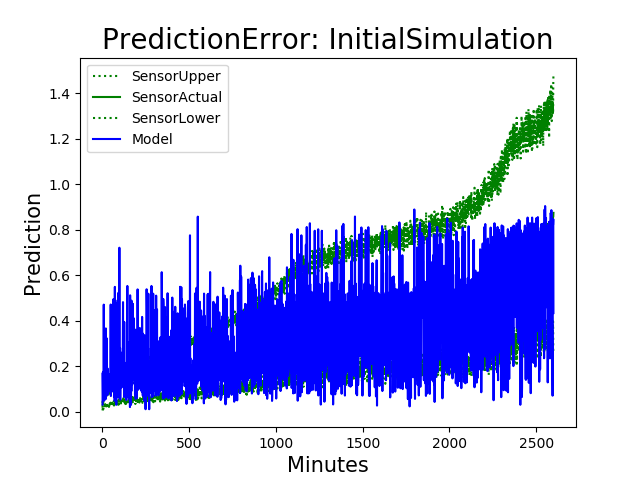 PredictionError: InitialSimulation
SensorUpper
SensorActual
SensorLower
Model
Prediction
1.4
1.2
1.0
0.8
0.6
0.4
0.2
0.0
0 500 1000 1500 2000 2500
Minutes